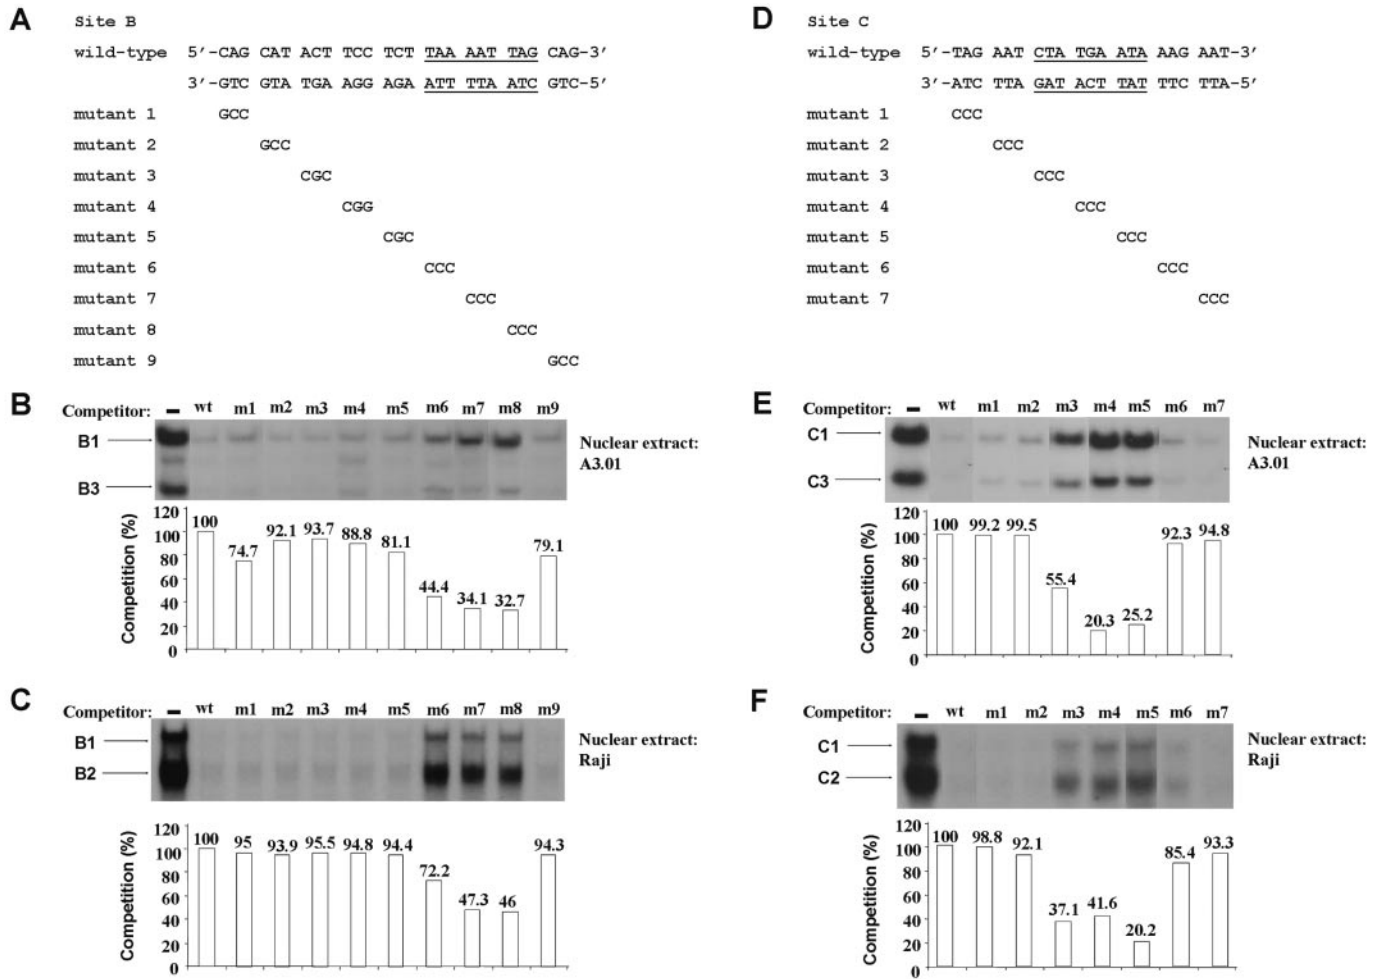 A
Site B
wild-type 5′-CAG CAT ACT TCC TCT TAA AAT TAG CAG-3′
3′-GTC GTA TGA AGG AGA ATT TTA ATC GTC-5′
mutant 1 GCC
mutant 2 GCC
mutant 3 CGC
mutant 4 CGG
mutant 5 CGC
mutant 6 CCC
mutant 7 CCC
mutant 8 CCC
mutant 9 GCC
B
Competitor: – wt m1 m2 m3 m4 m5 m6 m7 m8 m9
B1
B3
Nuclear extract:
A3.01
Competition (%)
120
100
80
60
40
20
0
100 74.7 92.1 93.7 88.8 81.1 44.4 34.1 32.7 79.1
C
Competitor: – wt m1 m2 m3 m4 m5 m6 m7 m8 m9
B1
B2
Nuclear extract:
Raji
Competition (%)
120
100
80
60
40
20
0
100 95 93.9 95.5 94.8 94.4 72.2 47.3 46 94.3
D
Site C
wild-type 5′-TAG AAT CTA TGA ATA AAG AAT-3′
3′-ATC TTA GAT ACT TAT TTC TTA-5′
mutant 1 CCC
mutant 2 CCC
mutant 3 CCC
mutant 4 CCC
mutant 5 CCC
mutant 6 CCC
mutant 7 CCC
E
Competitor: – wt m1 m2 m3 m4 m5 m6 m7
C1
C3
Nuclear extract:
A3.01
Competition (%)
120
100
80
60
40
20
0
100 99.2 99.5 55.4 20.3 25.2 92.3 94.8
F
Competitor: – wt m1 m2 m3 m4 m5 m6 m7
C1
C2
Nuclear extract:
Raji
Competition (%)
120
100
80
60
40
20
0
100 98.8 92.1 37.1 41.6 20.2 85.4 93.3